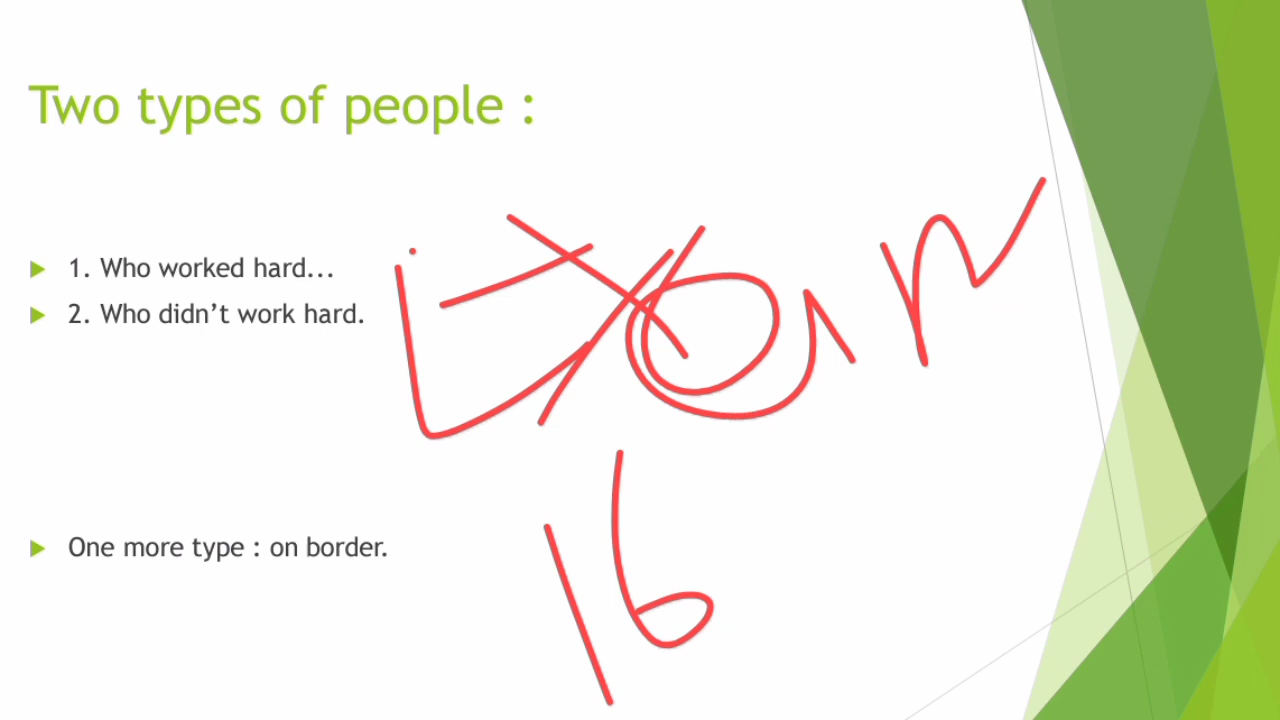 Two types of people :
1. Who worked hard...
2. Who didn't work hard.
Exam
16
One more type : on border.